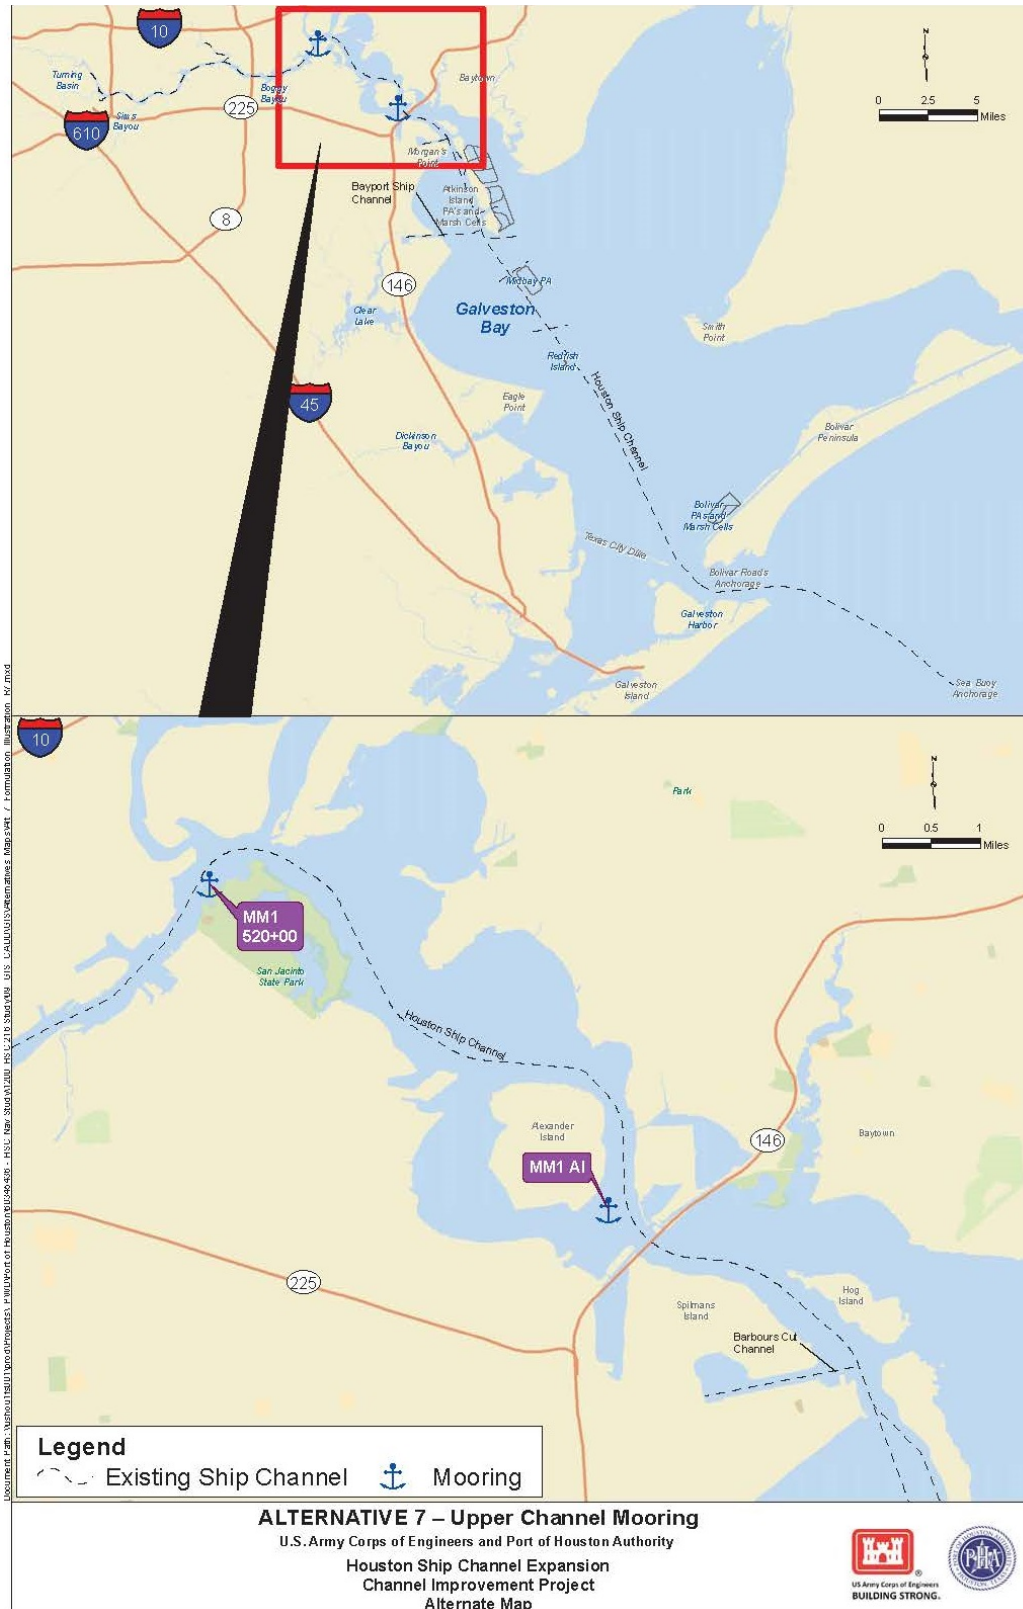 10
Turning
Basin
Boggy
Bayou
Baytown
225
610
Sims
Bayou
N
0 2.5 5
Miles
Morgan's
Point
Bayport Ship
Channel
Atkinson
Island
PA's and
Marsh Cells
8
146
Midbay PA
Clear
Lake
Galveston
Bay
Smith
Point
Redfish
Island
45
Eagle
Point
Houston Ship Channel
Dickinson
Bayou
Bolivar
Peninsula
Bolivar
PA's and
Marsh Cells
Texas City Dike
Bolivar Roads
Anchorage
Galveston
Harbor
Galveston
Island
Sea Buoy
Anchorage
10
Park
N
0 0.5 1
Miles
MM1
520+00
San Jacinto
State Park
Houston Ship Channel
Alexander
Island
146
Baytown
MM1 AI
225
Spilmans
Island
Hog
Island
Barbours Cut
Channel
Legend
Existing Ship Channel
Mooring
ALTERNATIVE 7 – Upper Channel Mooring
U.S. Army Corps of Engineers and Port of Houston Authority
Houston Ship Channel Expansion
Channel Improvement Project
Alternate Map
US Army Corps of Engineers
BUILDING STRONG.
®